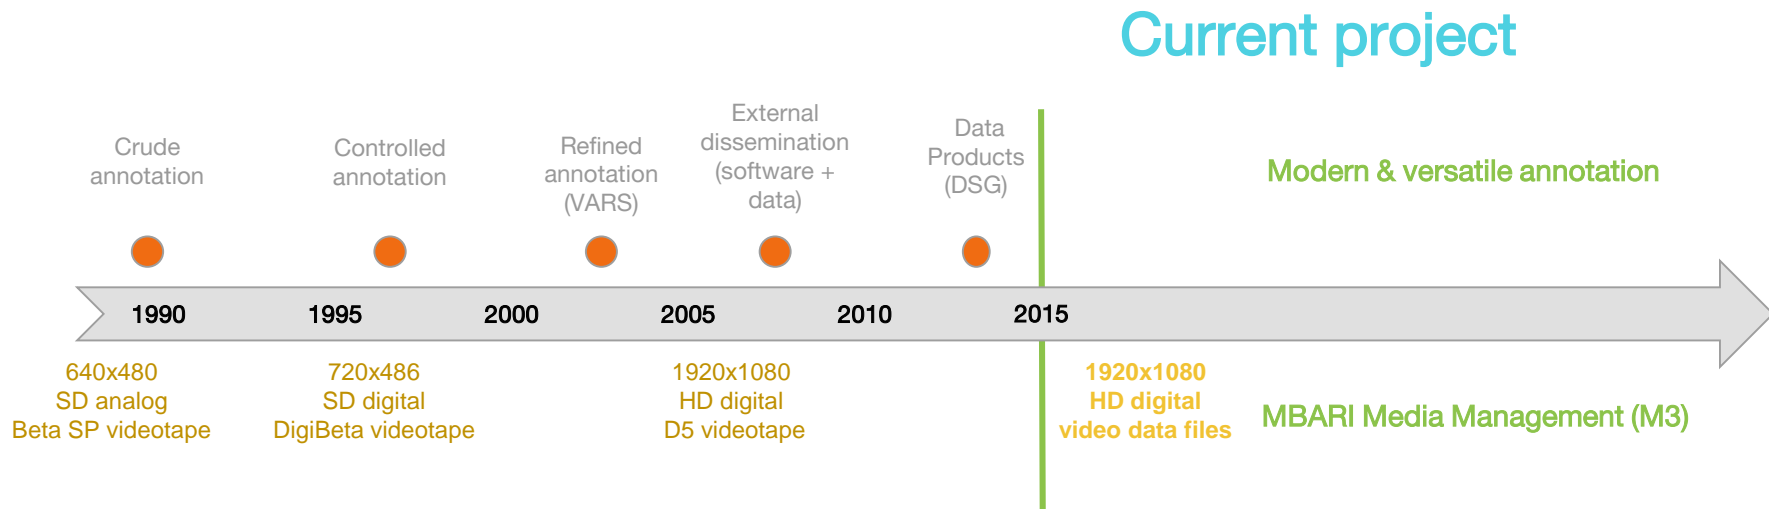 Current project
Crude
annotation
Controlled
annotation
Refined
annotation
(VARS)
External
dissemination
(software +
data)
Data
Products
(DSG)
Modern & versatile annotation
1990
1995
2000
2005
2010
2015
640x480
SD analog
Beta SP videotape
720x486
SD digital
DigiBeta videotape
1920x1080
HD digital
D5 videotape
1920x1080
HD digital
video data files
MBARI Media Management (M3)